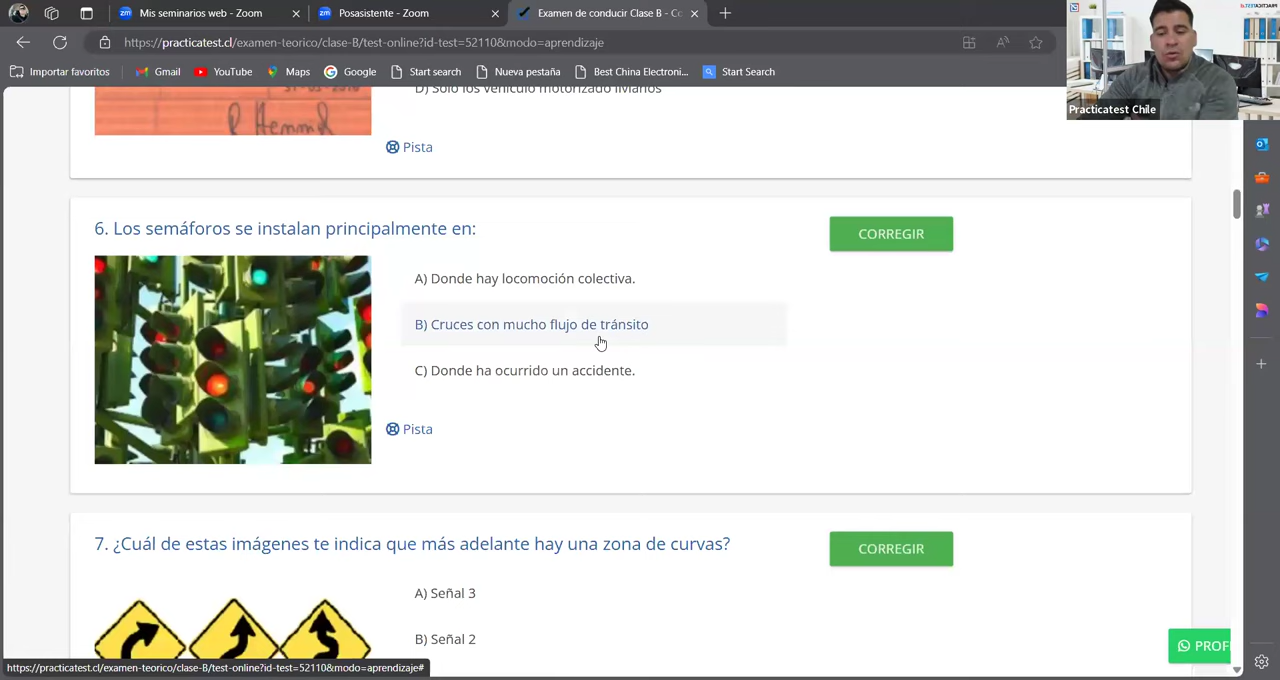 Mis seminarios web - Zoom
Posasistente - Zoom
Examen de conducir Clase B - Co
https://practicatest.cl/examen-teorico/clase-B/test-online?id-test=52110&modo=aprendizaje
Importar favoritos
Gmail
YouTube
Maps
Google
Start search
Nueva pestaña
Best China Electroni...
Start Search
Practicatest Chile
D) Solo los vehículo motorizado livianos
Pista
6. Los semáforos se instalan principalmente en:
CORREGIR
A) Donde hay locomoción colectiva.
B) Cruces con mucho flujo de tránsito
C) Donde ha ocurrido un accidente.
Pista
7. ¿Cuál de estas imágenes te indica que más adelante hay una zona de curvas?
CORREGIR
A) Señal 3
B) Señal 2
PROF
https://practicatest.cl/examen-teorico/clase-B/test-online?id-test=52110&modo=aprendizaje#